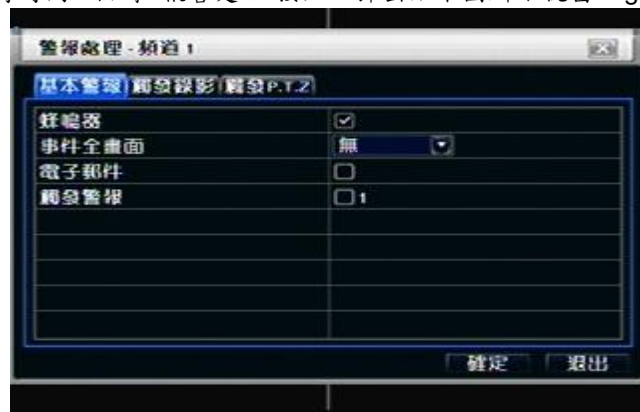 警報處理 - 頻道 1
基本警報 觸發錄影 觸發P.T.Z
蜂鳴器
事件全畫面 無
電子郵件
觸發警報 1
確定 退出